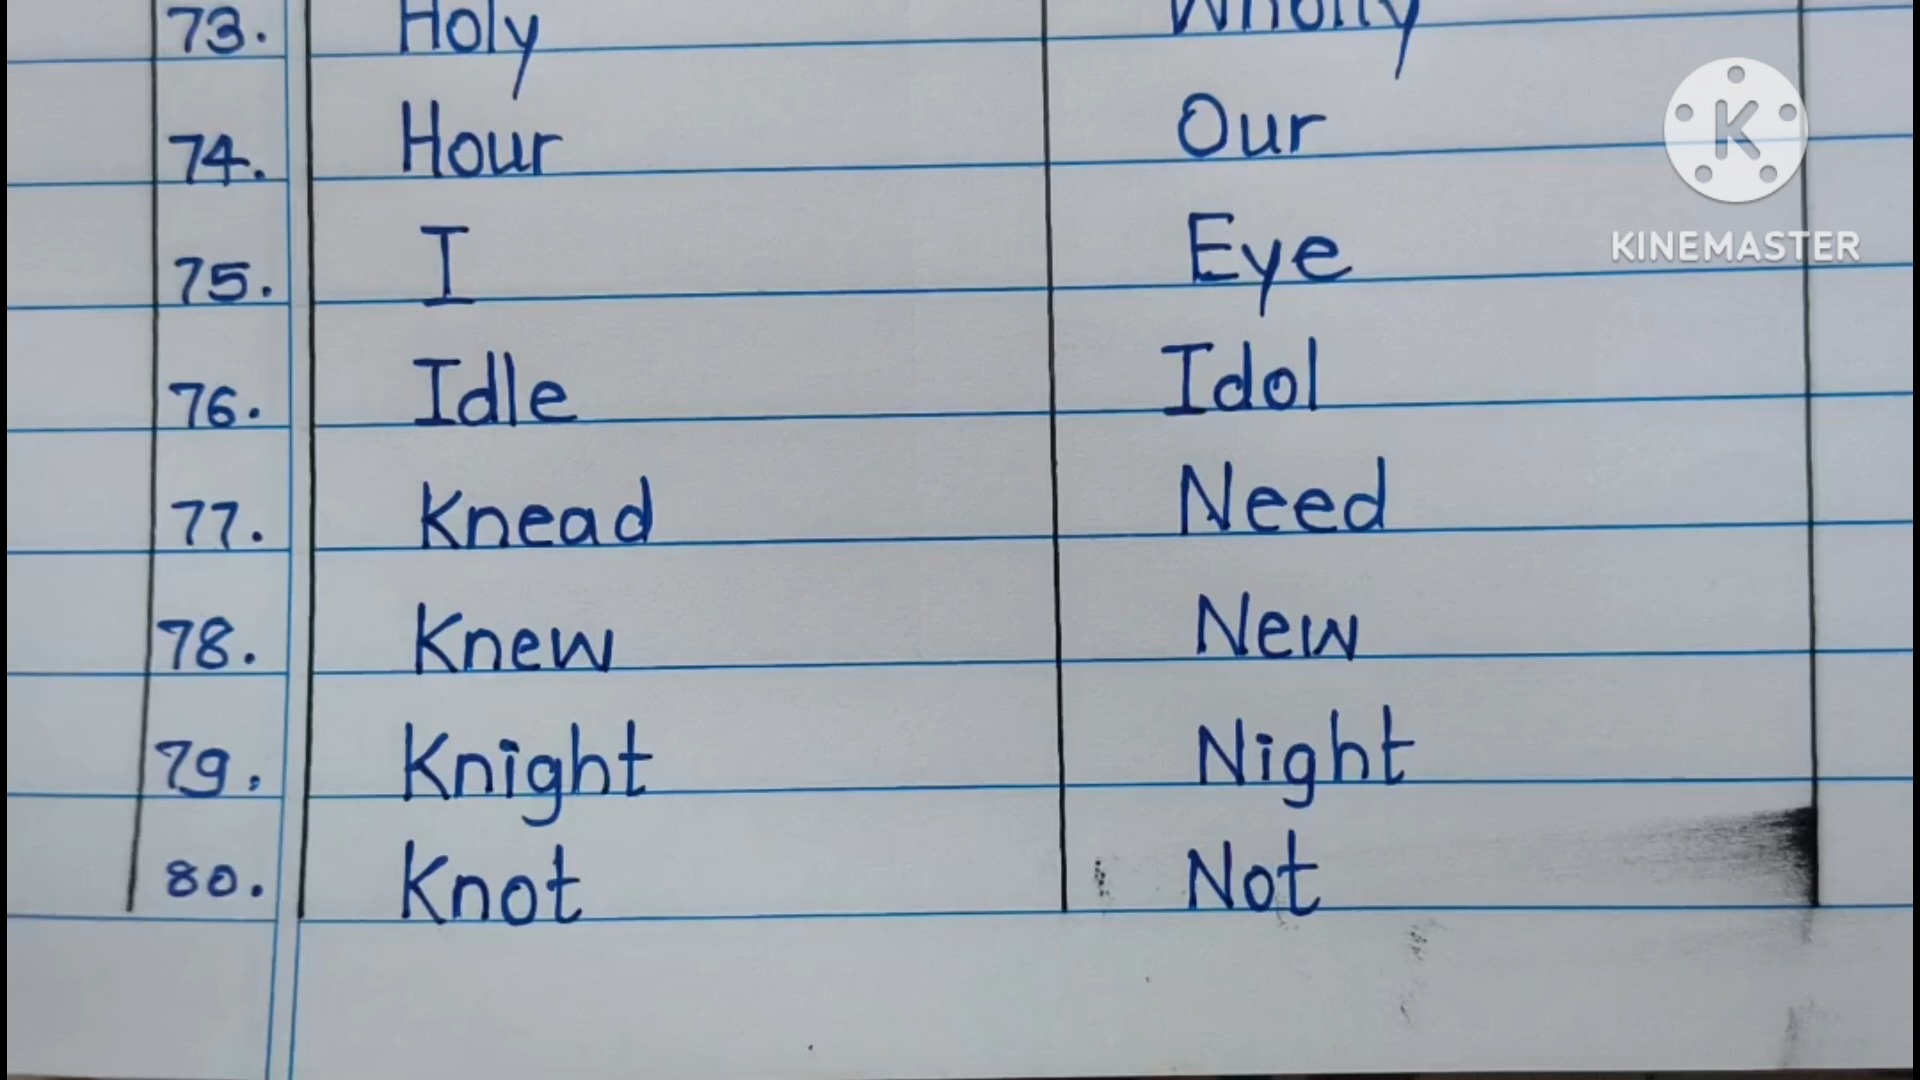 73. Holy Wholly
74. Hour Our
75. I Eye
76. Idle Idol
77. Knead Need
78. Knew New
79. Knight Night
80. Knot Not
K
KINEMASTER